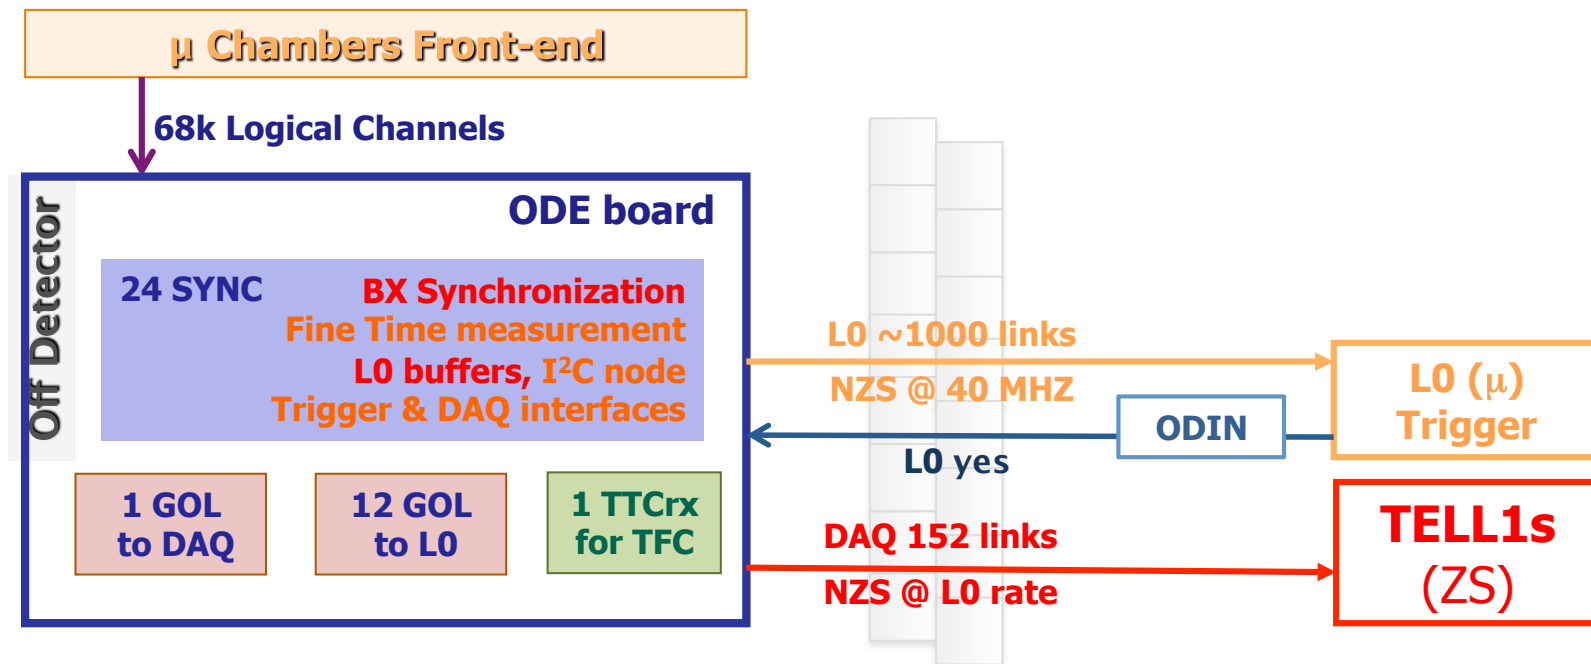 μ Chambers Front-end
68k Logical Channels
Off Detector
ODE board
24 SYNC
BX Synchronization
Fine Time measurement
L0 buffers, I²C node
Trigger & DAQ interfaces
1 GOL
to DAQ
12 GOL
to L0
1 TTCrx
for TFC
L0 ~1000 links
NZS @ 40 MHZ
ODIN
L0 yes
L0 (μ)
Trigger
DAQ 152 links
NZS @ L0 rate
TELL1s
(ZS)